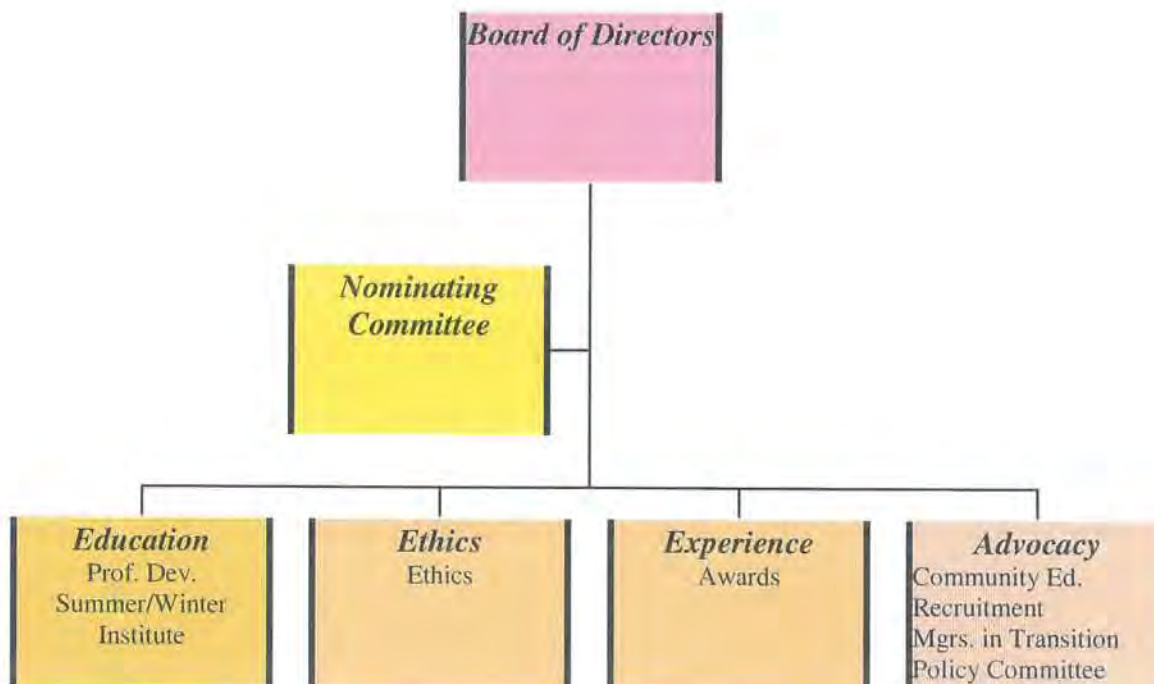 Board of Directors
Nominating
Committee
Education
Prof. Dev.
Summer/Winter
Institute
Ethics
Ethics
Experience
Awards
Advocacy
Community Ed.
Recruitment
Mgrs. in Transition
Policy Committee